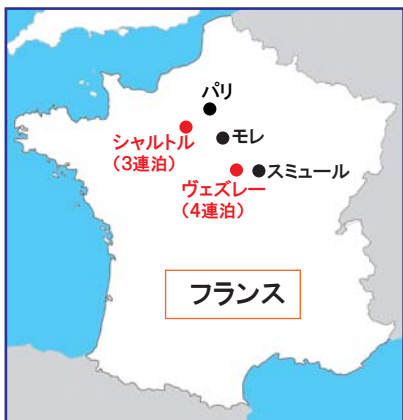 パリ
シャルトル
(3連泊)
モレ
スミュール
ヴェズレー
(4連泊)
フランス